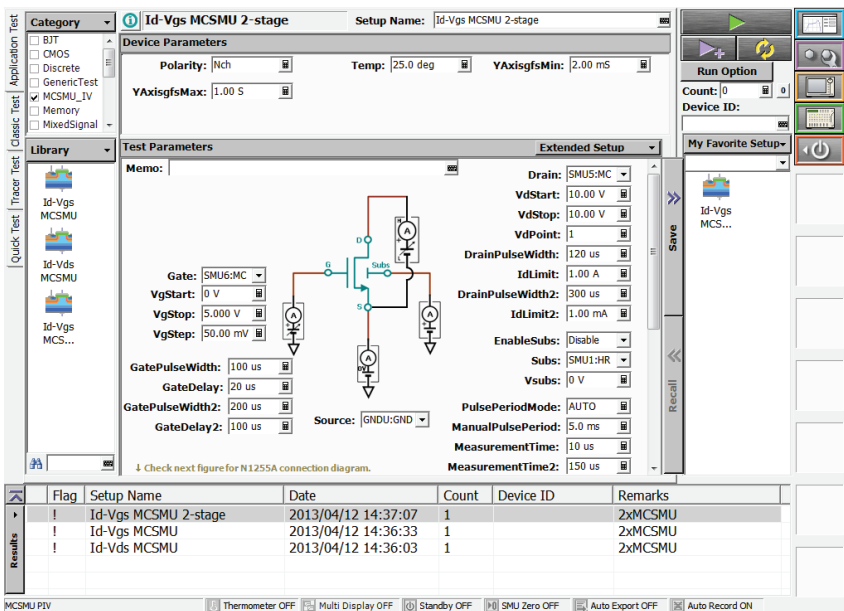 Application Test
Classic Test
Tracer Test
Quick Test
Category
BJT
CMOS
Discrete
GenericTest
MCSMU_IV
Memory
MixedSignal
Library
Id-Vgs
MCSMU
Id-Vds
MCSMU
Id-Vgs
MCS...
Id-Vgs MCSMU 2-stage
Setup Name: Id-Vgs MCSMU 2-stage
Device Parameters
Polarity: Nch
Temp: 25.0 deg
YAxisgfsMin: 2.00 mS
YAxisgfsMax: 1.00 S
Test Parameters
Extended Setup
Memo:
Gate: SMU6:MC
VgStart: 0 V
VgStop: 5.000 V
VgStep: 50.00 mV
GatePulseWidth: 100 us
GateDelay: 20 us
GatePulseWidth2: 200 us
GateDelay2: 100 us
D
G
Subs
S
A
A
A
A
0V
Source: GNDU:GND
↓ Check next figure for N1255A connection diagram.
Drain: SMU5:MC
VdStart: 10.00 V
VdStop: 10.00 V
VdPoint: 1
DrainPulseWidth: 120 us
IdLimit: 1.00 A
DrainPulseWidth2: 300 us
IdLimit2: 1.00 mA
EnableSubs: Disable
Subs: SMU1:HR
Vsubs: 0 V
PulsePeriodMode: AUTO
ManualPulsePeriod: 5.0 ms
MeasurementTime: 10 us
MeasurementTime2: 150 us
Save
Recall
Run Option
Count: 0
0
Device ID:
My Favorite Setup
Id-Vgs
MCS...
Results
Flag Setup Name Date Count Device ID Remarks
! Id-Vgs MCSMU 2-stage 2013/04/12 14:37:07 1 2xMCSMU
! Id-Vgs MCSMU 2013/04/12 14:36:33 1 2xMCSMU
! Id-Vds MCSMU 2013/04/12 14:36:03 1 2xMCSMU
MCSMU PIV
Thermometer OFF
Multi Display OFF
Standby OFF
SMU Zero OFF
Auto Export OFF
Auto Record ON